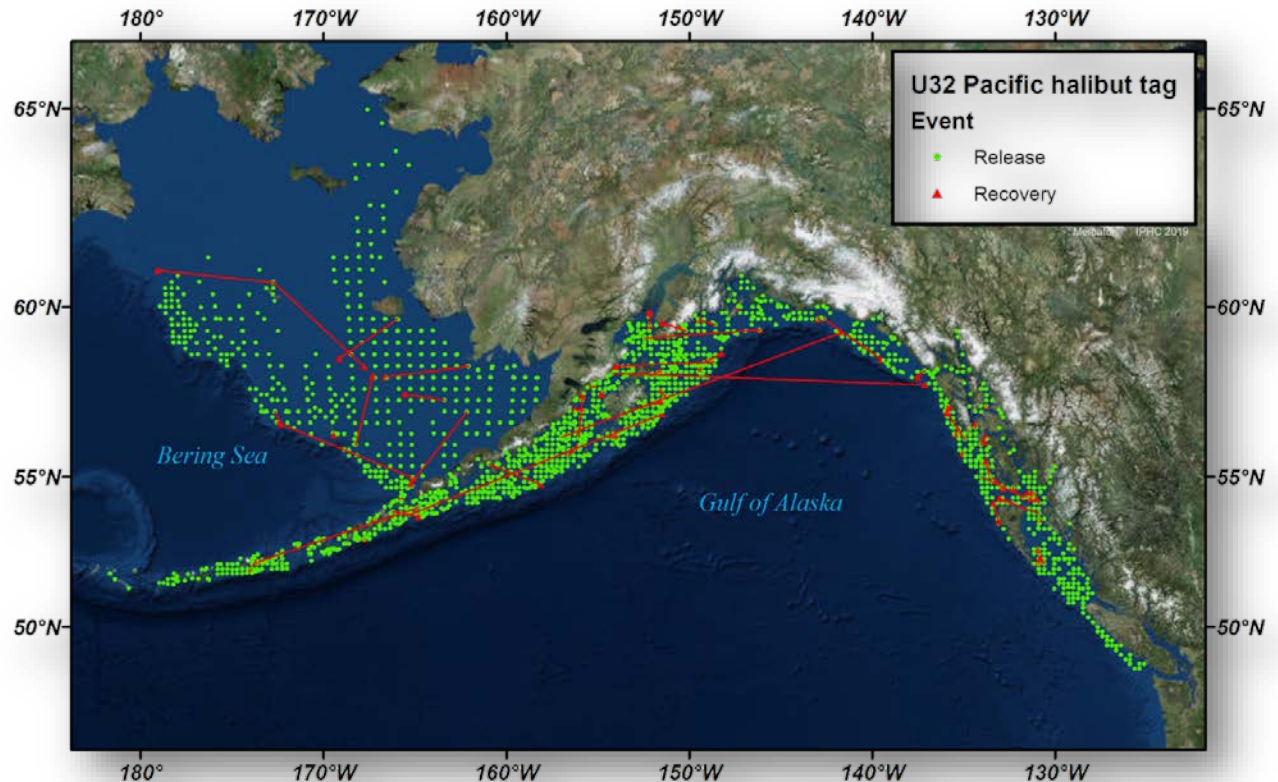 180° 170°W 160°W 150°W 140°W 130°W
U32 Pacific halibut tag
Event
Release
Recovery
Mercator IPHC 2019
65°N 65°N
60°N 60°N
Bering Sea
55°N 55°N
Gulf of Alaska
50°N 50°N
180° 170°W 160°W 150°W 140°W 130°W